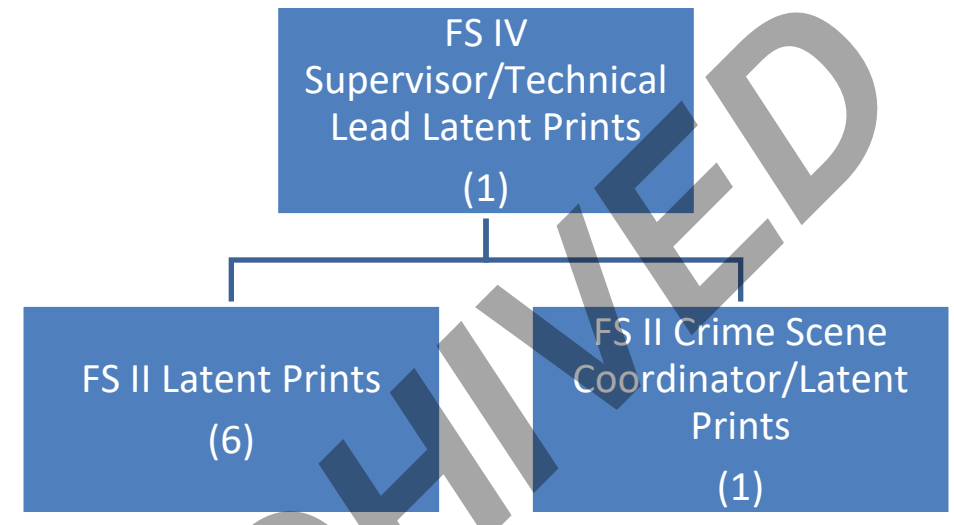 FS IV
Supervisor/Technical
Lead Latent Prints
(1)
FS II Latent Prints
(6)
FS II Crime Scene
Coordinator/Latent
Prints
(1)